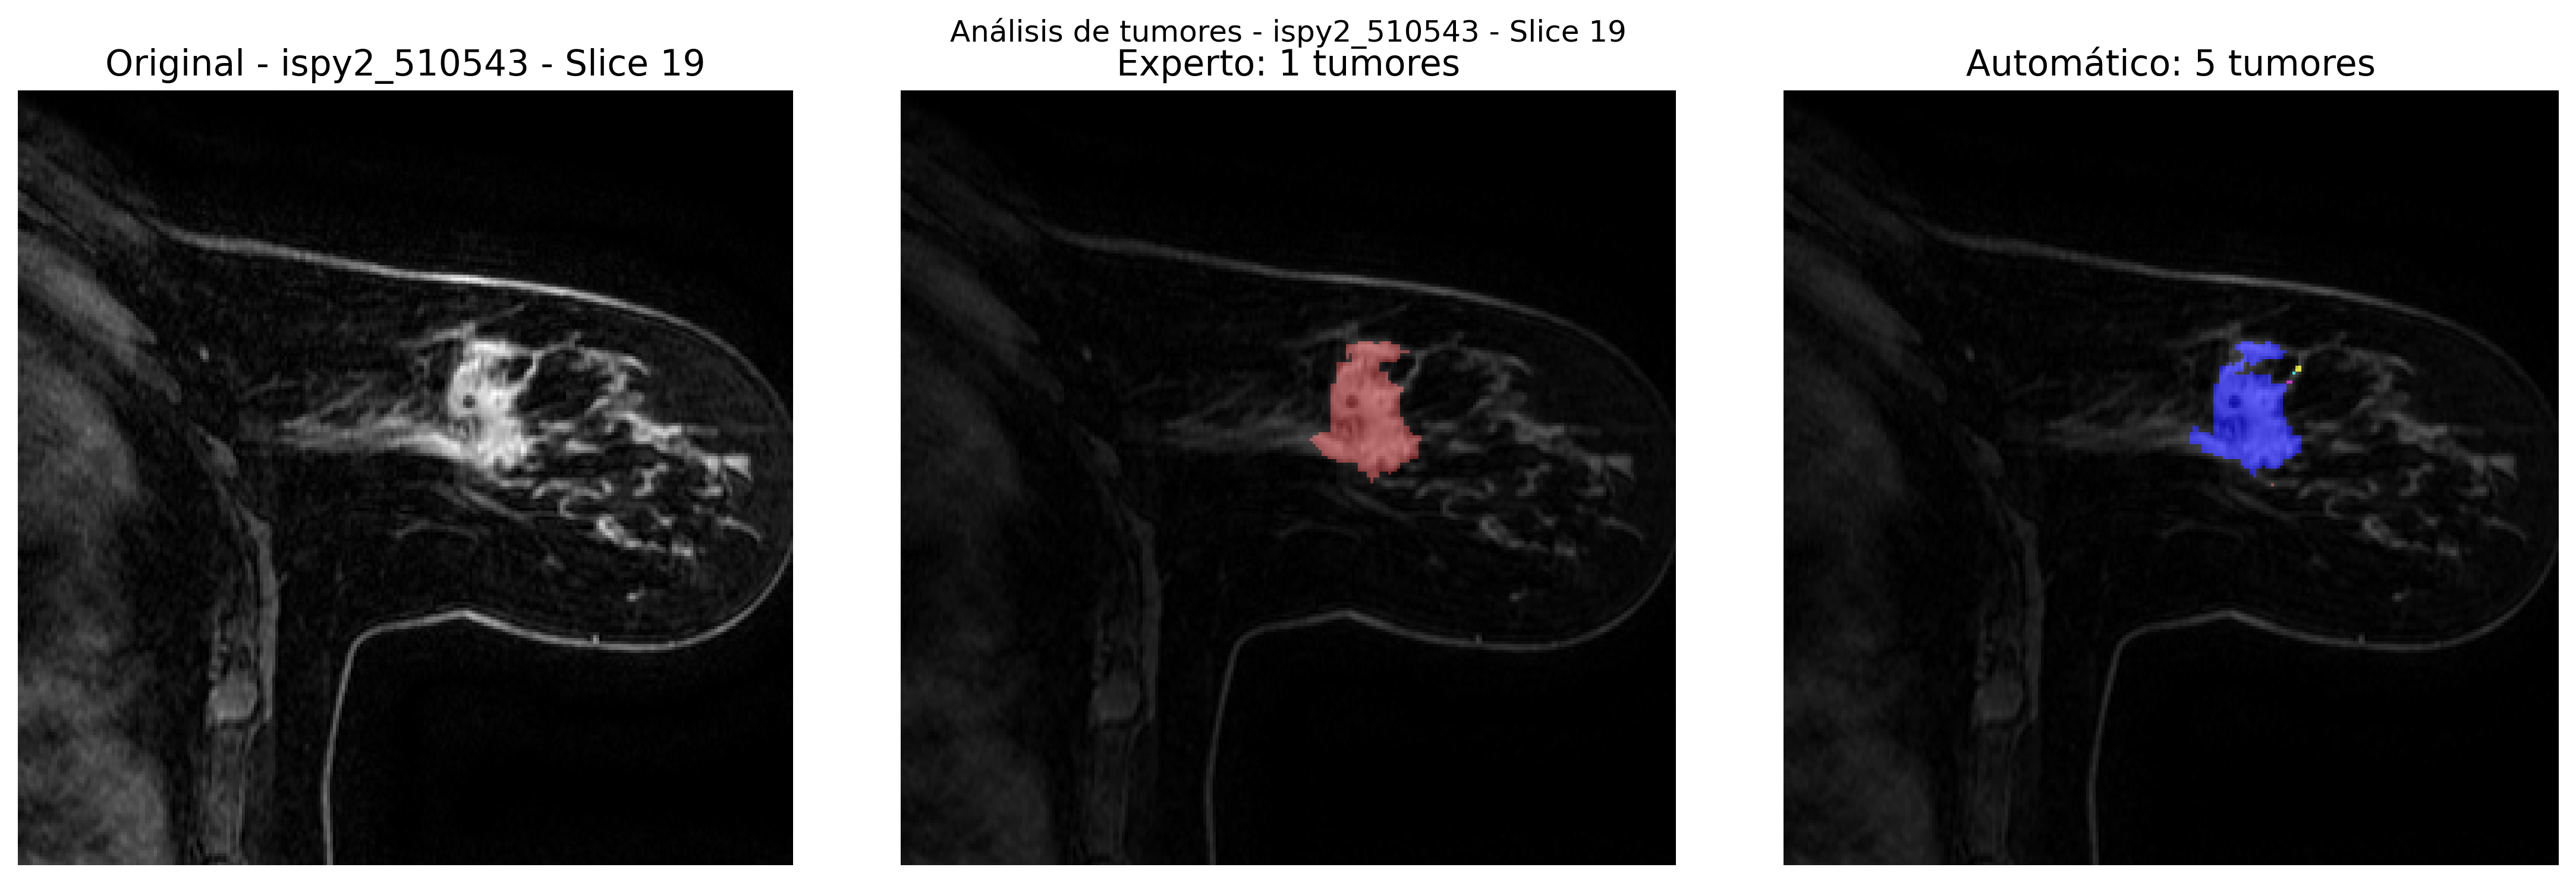 Análisis de tumores - ispy2_510543 - Slice 19
Original - ispy2_510543 - Slice 19
Experto: 1 tumores
Automático: 5 tumores